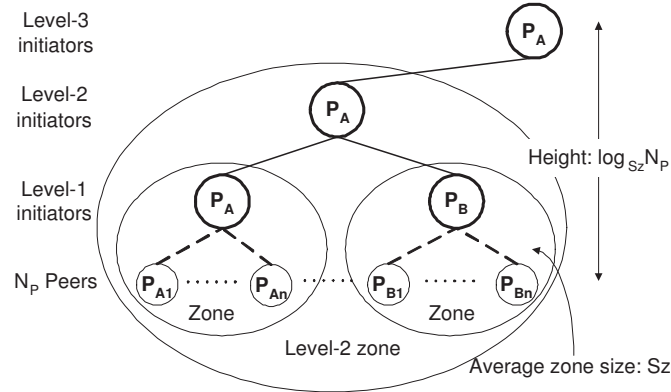 Level-3
initiators
P_A
Level-2
initiators
P_A
Height: log_Sz N_P
Level-1
initiators
P_A
P_B
N_P Peers
P_A1
P_An
P_B1
P_Bn
Zone
Zone
Level-2 zone
Average zone size: Sz